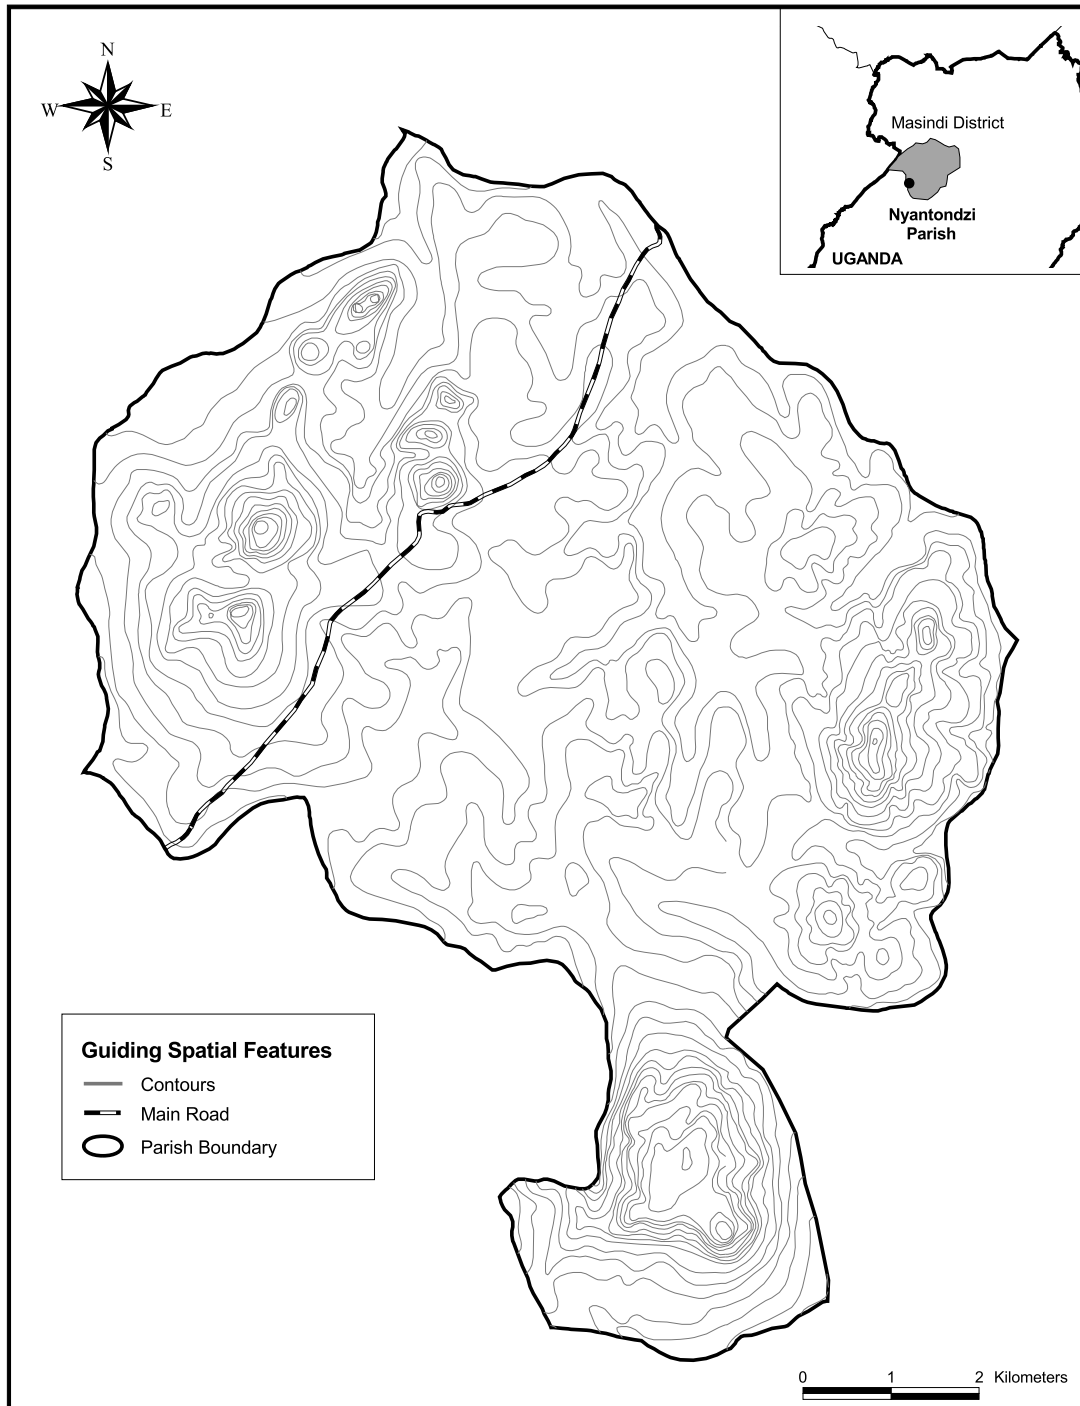 N
W
E
S
Masindi District
Nyantondzi
Parish
UGANDA
Guiding Spatial Features
Contours
Main Road
Parish Boundary
0 1 2 Kilometers